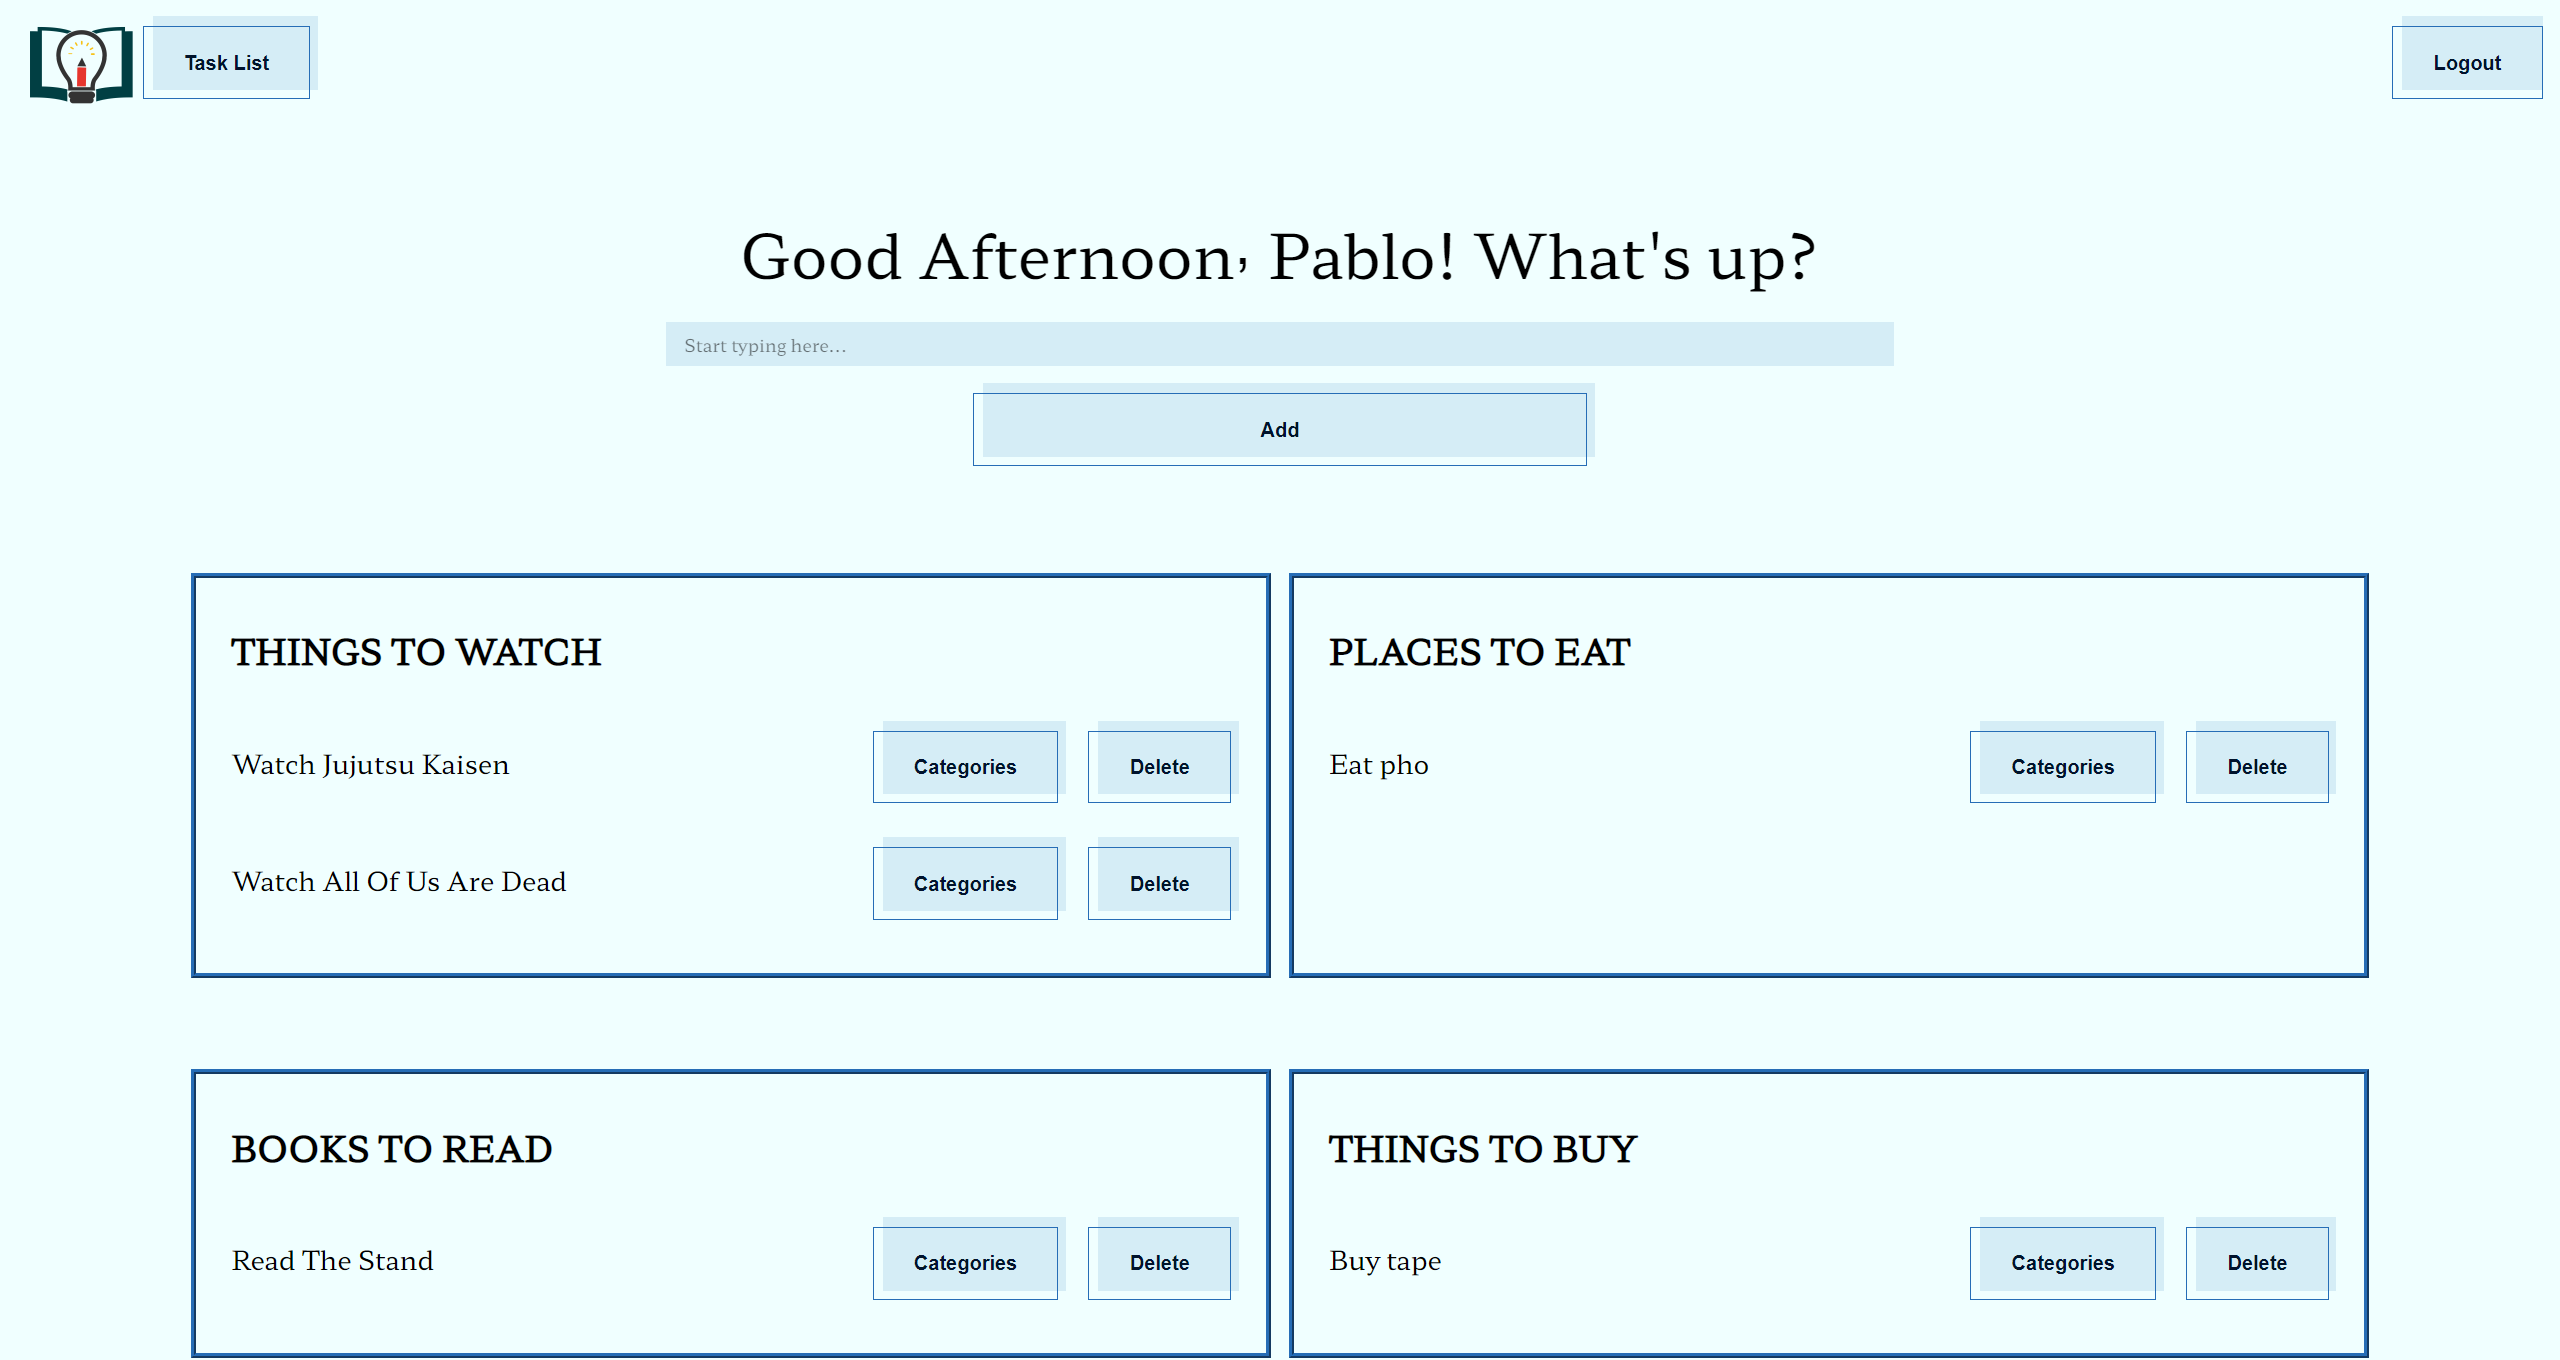 Task List
Logout
Good Afternoon, Pablo! What's up?
Start typing here...
Add
THINGS TO WATCH
Watch Jujutsu Kaisen
Categories
Delete
Watch All Of Us Are Dead
Categories
Delete
PLACES TO EAT
Eat pho
Categories
Delete
BOOKS TO READ
Read The Stand
Categories
Delete
THINGS TO BUY
Buy tape
Categories
Delete